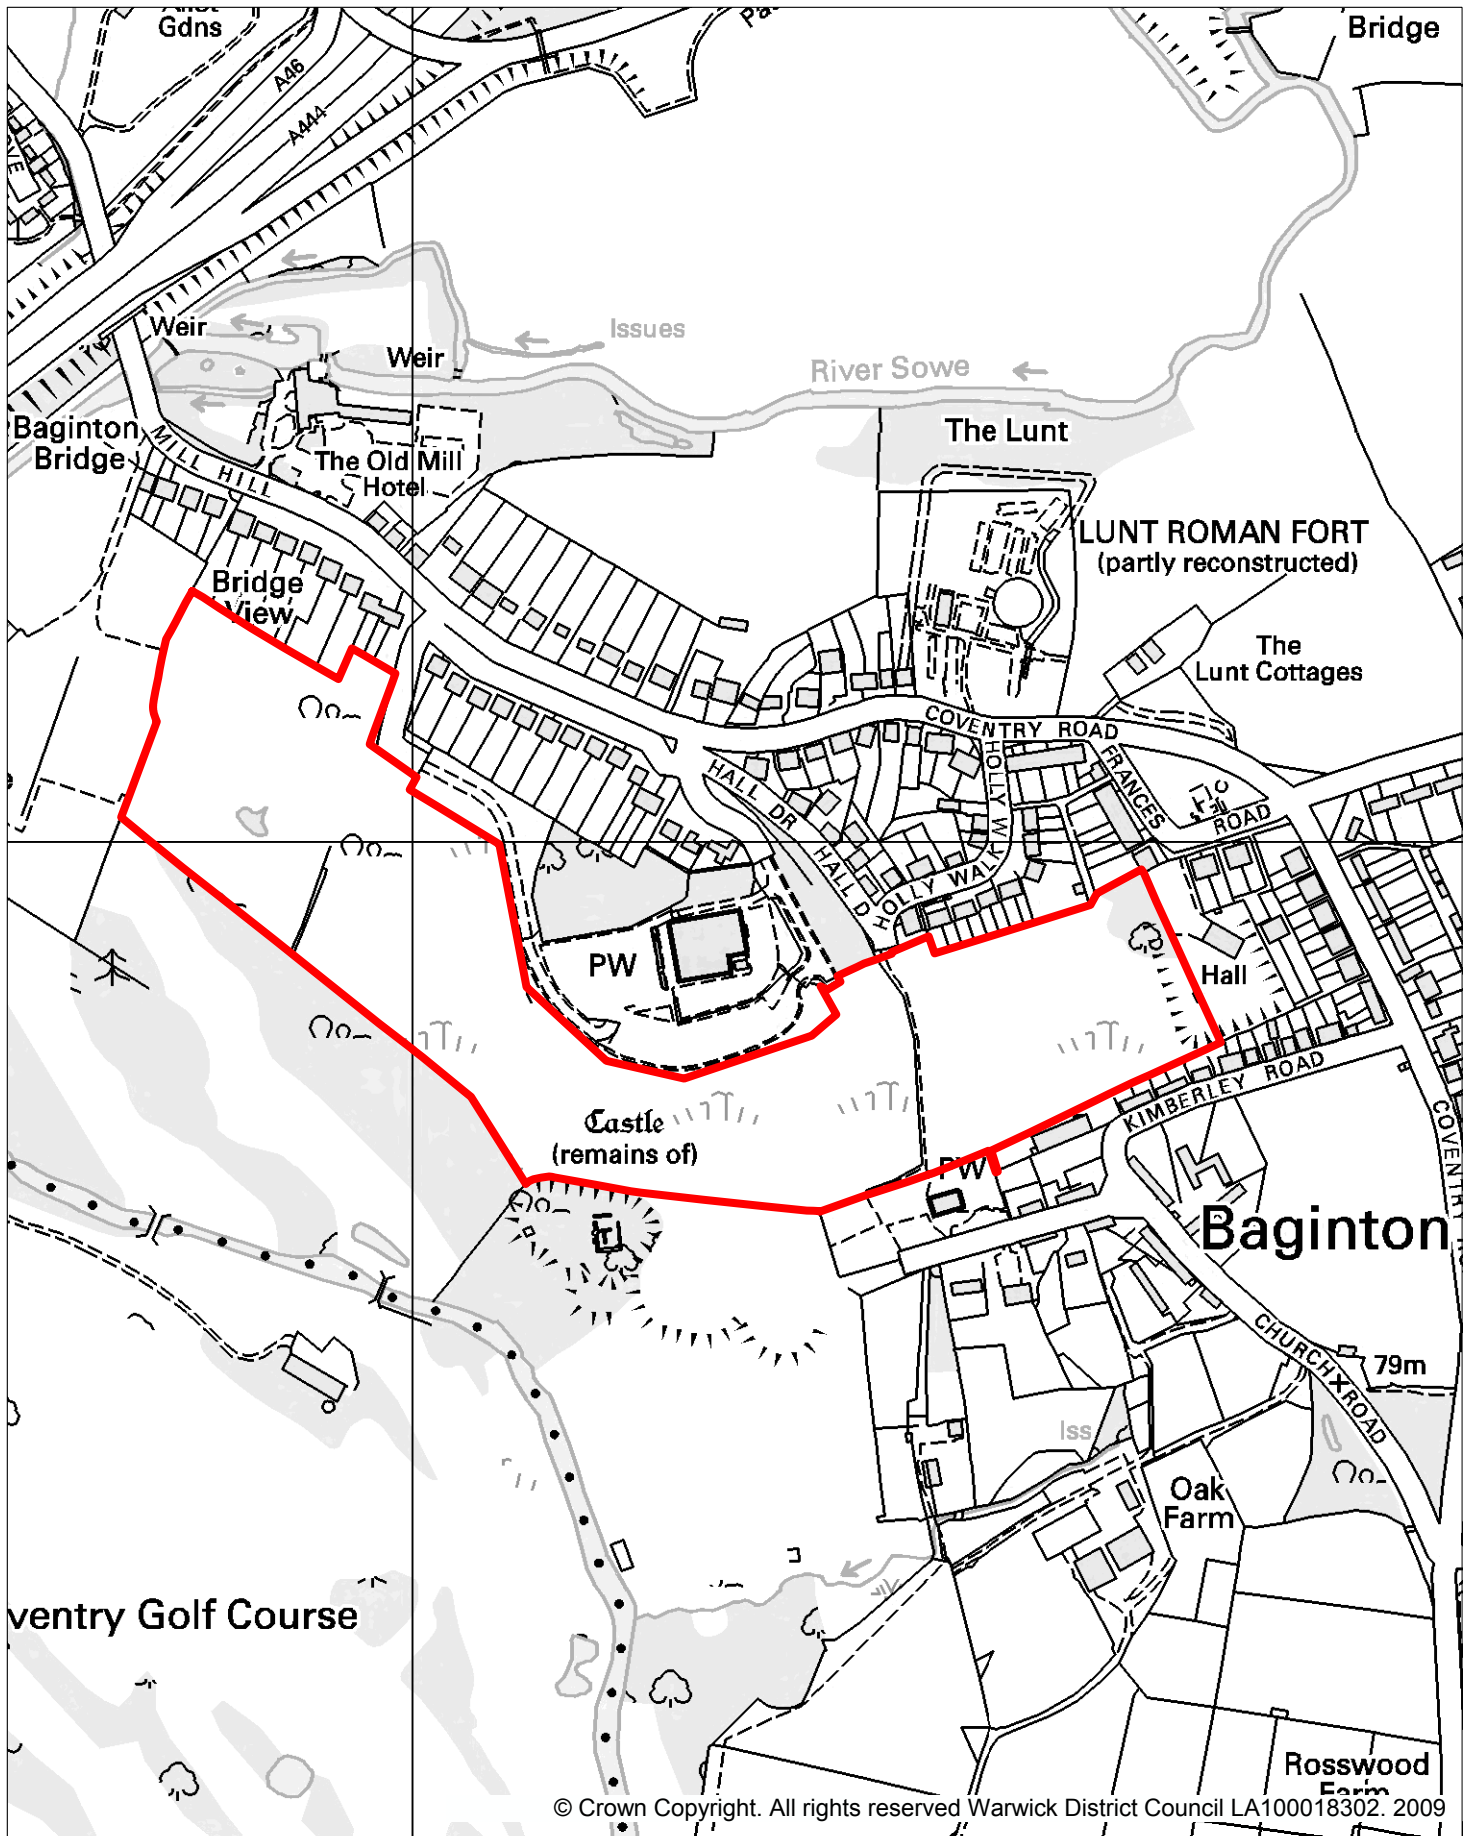 Gdns
Bridge
A46
A444
Weir
Issues
Weir
River Sowe
Baginton
Bridge
MILL HILL
The Old Mill
Hotel
The Lunt
LUNT ROMAN FORT
(partly reconstructed)
Bridge
View
The
Lunt Cottages
COVENTRY ROAD
HALL DR
HOLLY WALK
FRANCES
ROAD
HALL D
HOLLY WALK
PW
Hall
KIMBERLEY ROAD
Castle
(remains of)
PW
COVENTRY
Baginton
CHURCH ROAD
79m
Iss
Oak
Farm
ventry Golf Course
Rosswood
Farm
© Crown Copyright. All rights reserved Warwick District Council LA100018302. 2009